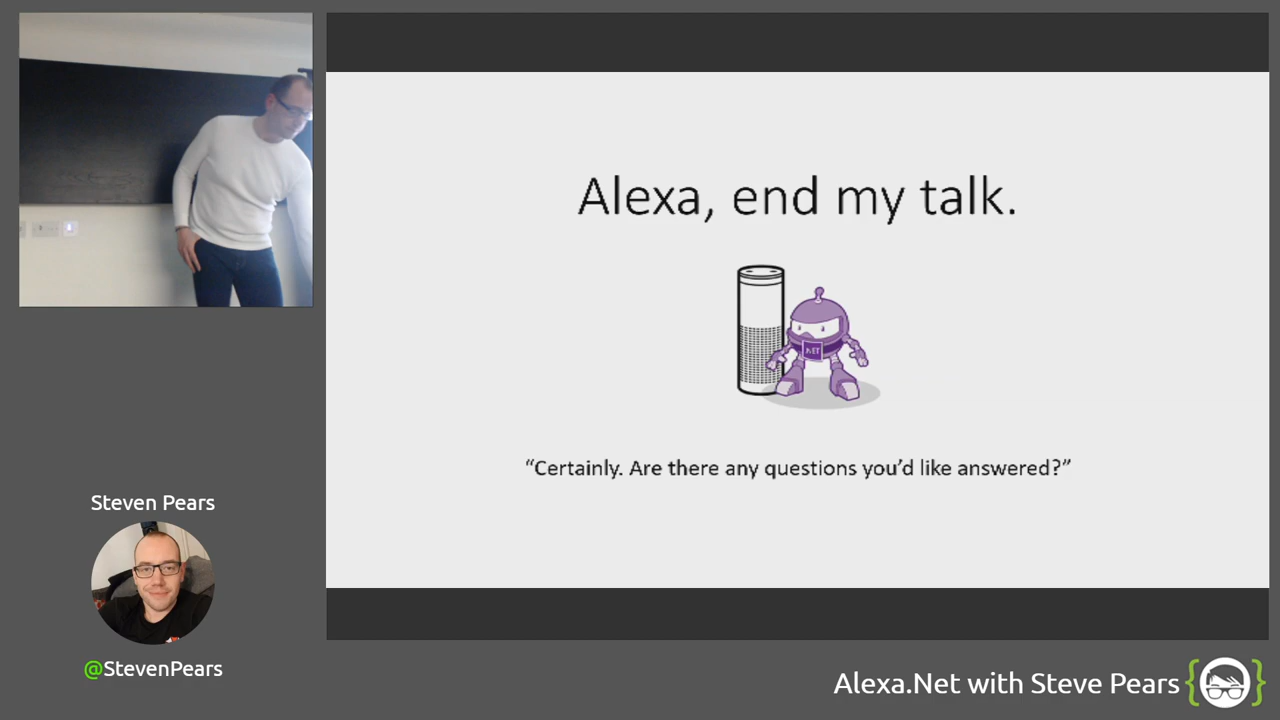 Alexa, end my talk.
.NET
“Certainly. Are there any questions you’d like answered?”
Steven Pears
@StevenPears
Alexa.Net with Steve Pears